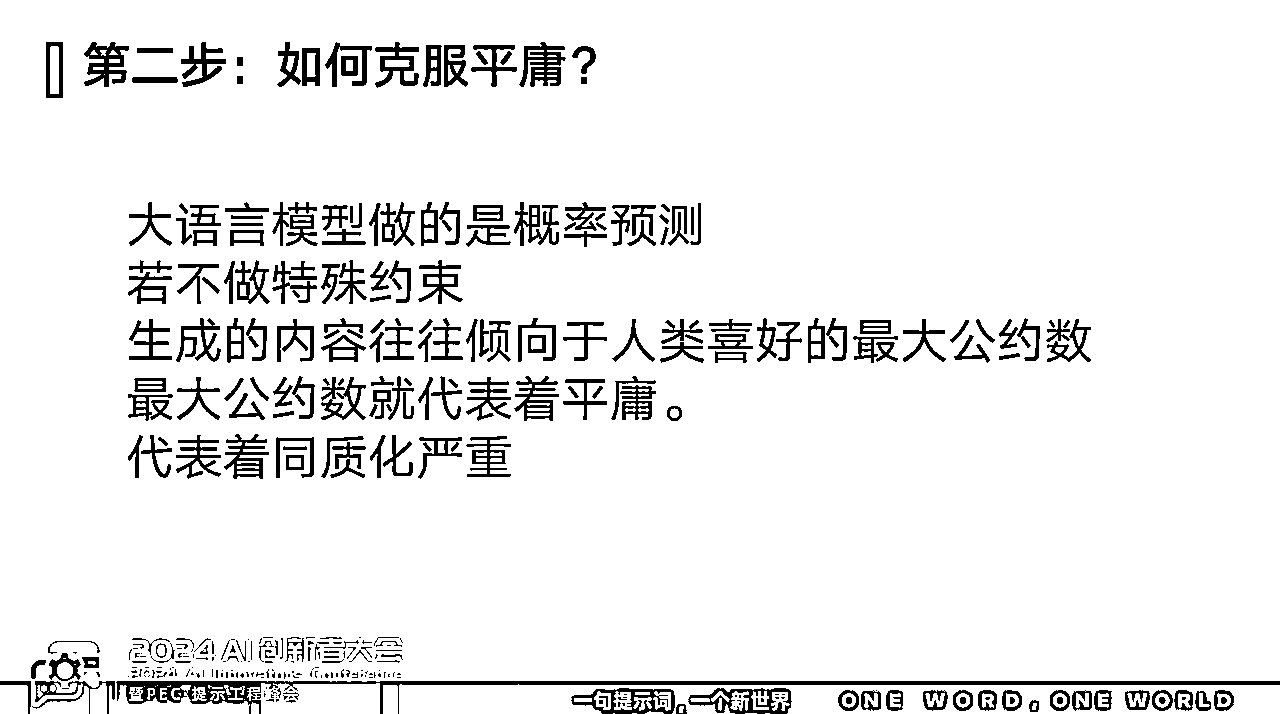 第二步：如何克服平庸？
大语言模型做的是概率预测
若不做特殊约束
生成的内容往往倾向于人类喜好的最大公约数
最大公约数就代表着平庸。
代表着同质化严重
2024 AI创新者大会
2024 AI Innovators Conference
暨PEC·提示工程峰会
一句提示词。一个新世界
ONE WORD。ONE WORLD